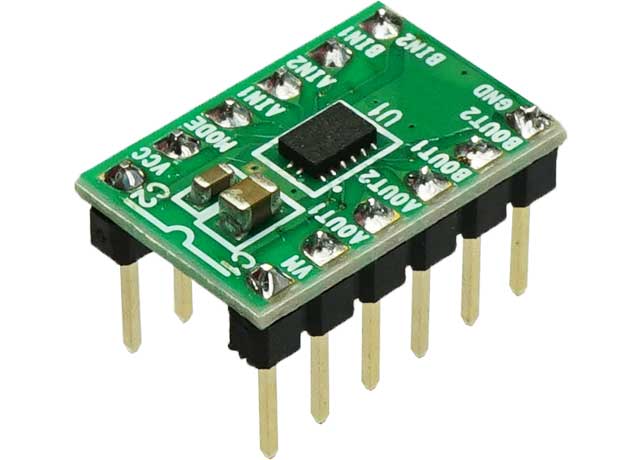 BIN2
BIN1
AIN2
AIN1
MODE
VCC
U1
GND
BOUT2
BOUT1
AOUT2
AOUT1
VM
C2
C1